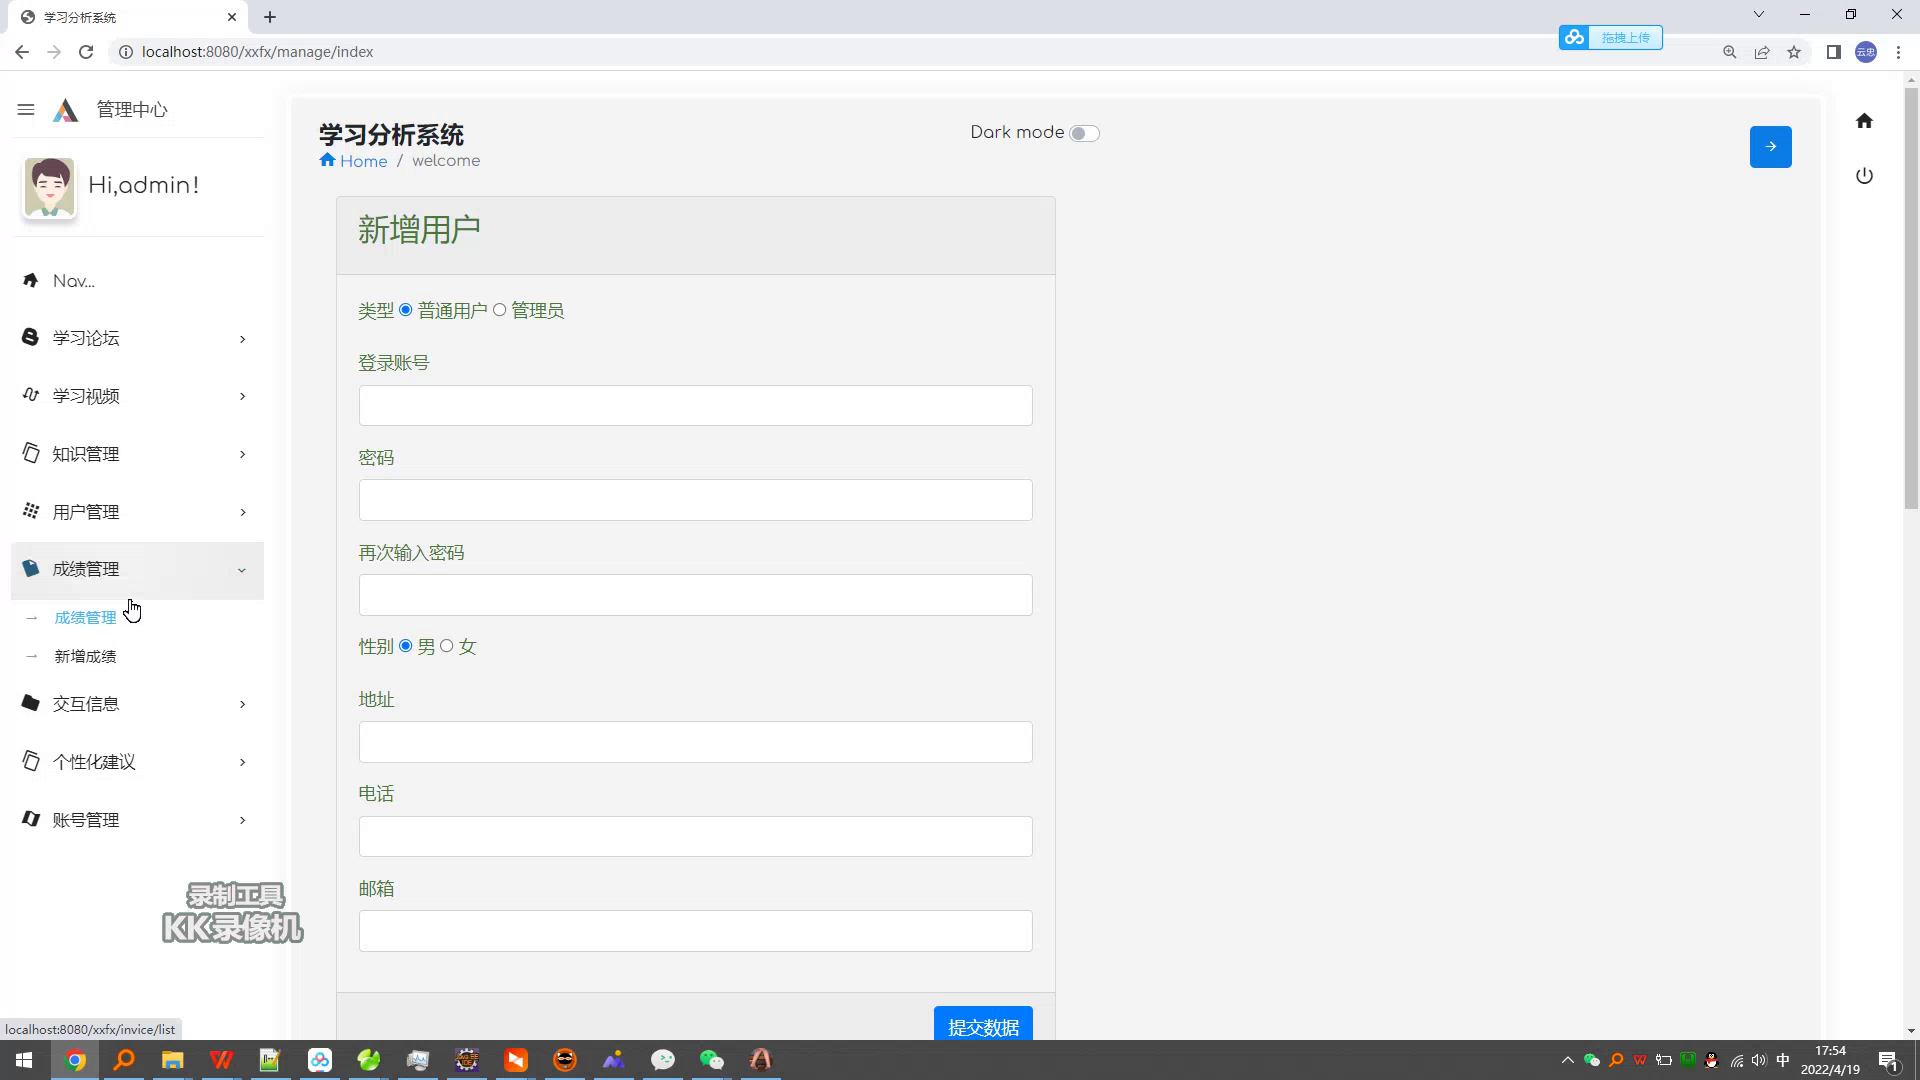 学习分析系统
localhost:8080/xxfx/manage/index
拖拽上传
云忠
管理中心
Hi,admin!
Nav...
学习论坛
学习视频
知识管理
用户管理
成绩管理
成绩管理
新增成绩
交互信息
个性化建议
账号管理
学习分析系统
Home / welcome
Dark mode
新增用户
类型 普通用户 管理员
登录账号
密码
再次输入密码
性别 男 女
地址
电话
邮箱
提交数据
录制工具
KK录像机
localhost:8080/xxfx/invice/list
中
17:54
2022/4/19
1